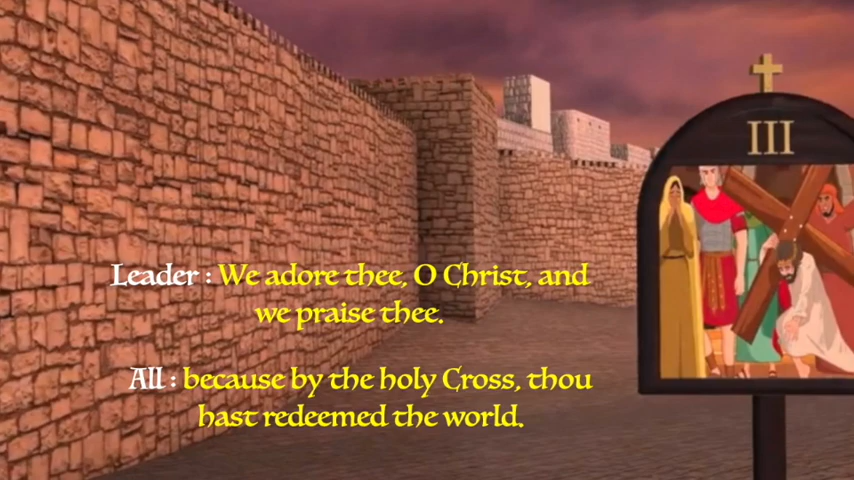 III
Leader : We adore thee, O Christ, and
we praise thee.
All : because by the holy Cross, thou
hast redeemed the world.